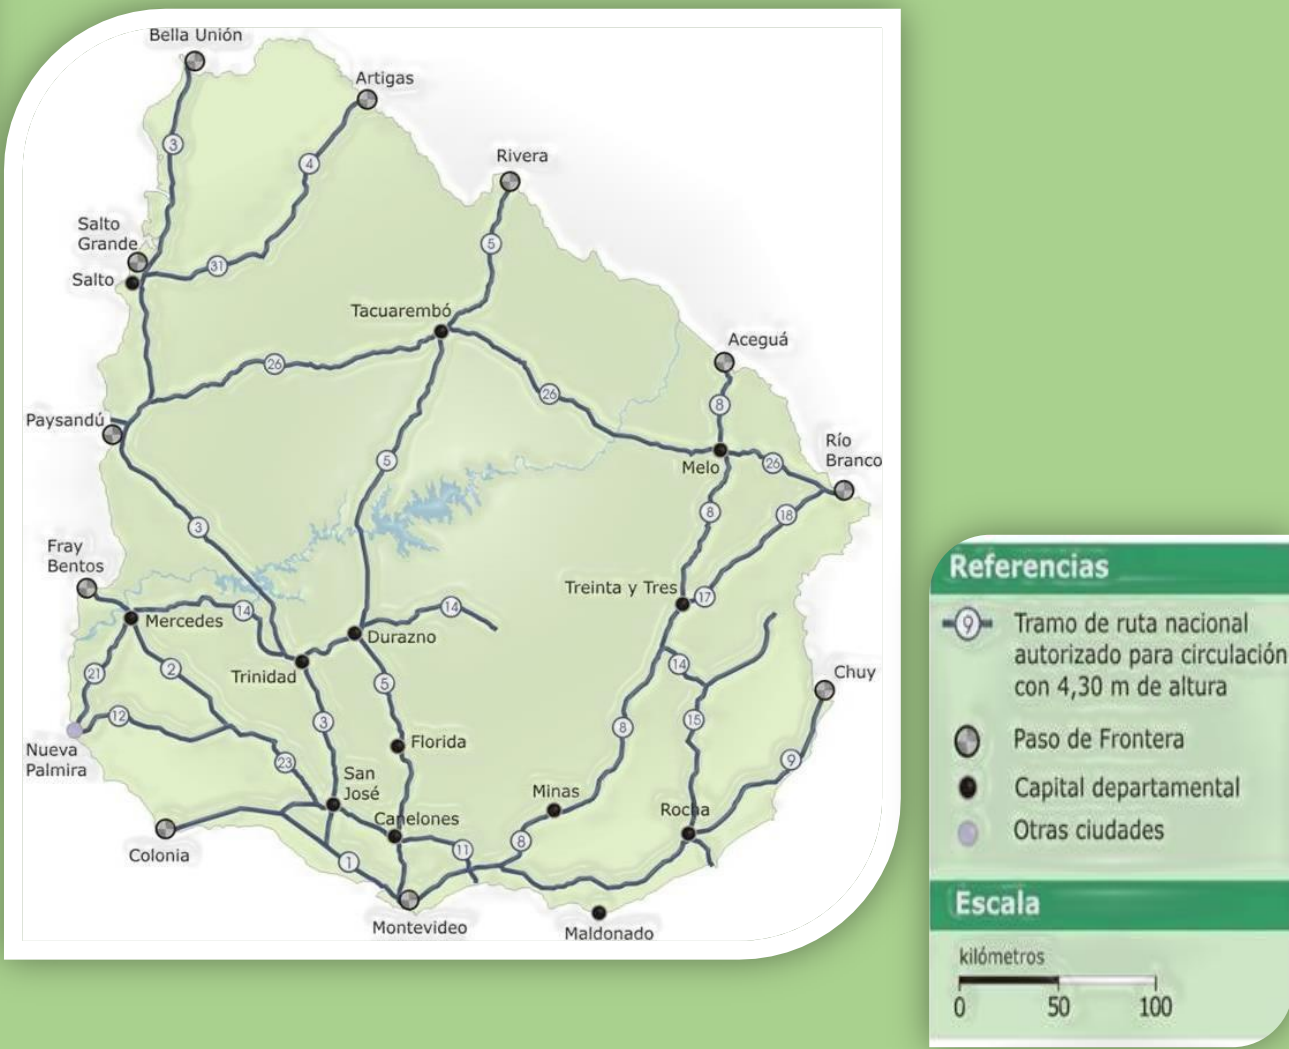 Bella Unión
Artigas
3
4
Rivera
Salto
Grande
5
Salto
31
Tacuarembó
Aceguá
26
26
8
Paysandú
Río
Branco
5
Melo
26
3
8
18
Fray
Bentos
Treinta y Tres
17
14
14
Mercedes
Durazno
21
2
Trinidad
14
Chuy
5
12
3
15
8
Nueva
Palmira
Florida
23
9
San
José
Minas
Rocha
Canelones
8
11
Colonia
1
Montevideo
Maldonado
Referencias
9
Tramo de ruta nacional
autorizado para circulación
con 4,30 m de altura
Paso de Frontera
Capital departamental
Otras ciudades
Escala
kilómetros
0 50 100